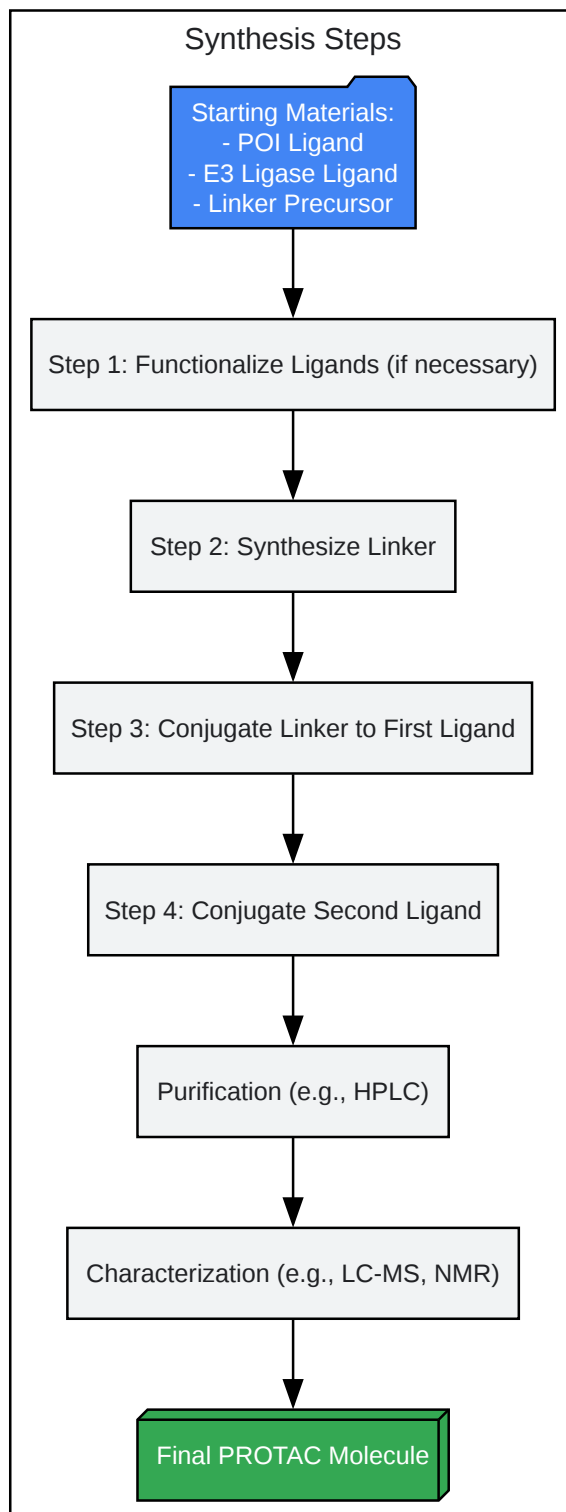 Synthesis Steps
Starting Materials:
- POI Ligand
- E3 Ligase Ligand
- Linker Precursor
Step 1: Functionalize Ligands (if necessary)
Step 2: Synthesize Linker
Step 3: Conjugate Linker to First Ligand
Step 4: Conjugate Second Ligand
Purification (e.g., HPLC)
Characterization (e.g., LC-MS, NMR)
Final PROTAC Molecule